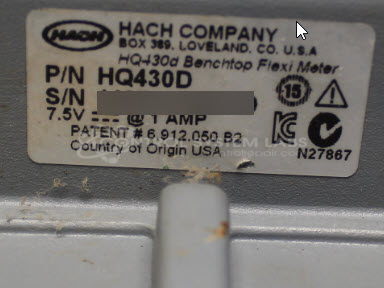 HACH HACH COMPANY
BOX 389, LOVELAND, CO. U.S.A
HQ430d Benchtop Flexi Meter
P/N HQ430D
S/N
15
7.5V @ 1 AMP
PATENT # 6,912,050 B2
Country of Origin USA
N27867